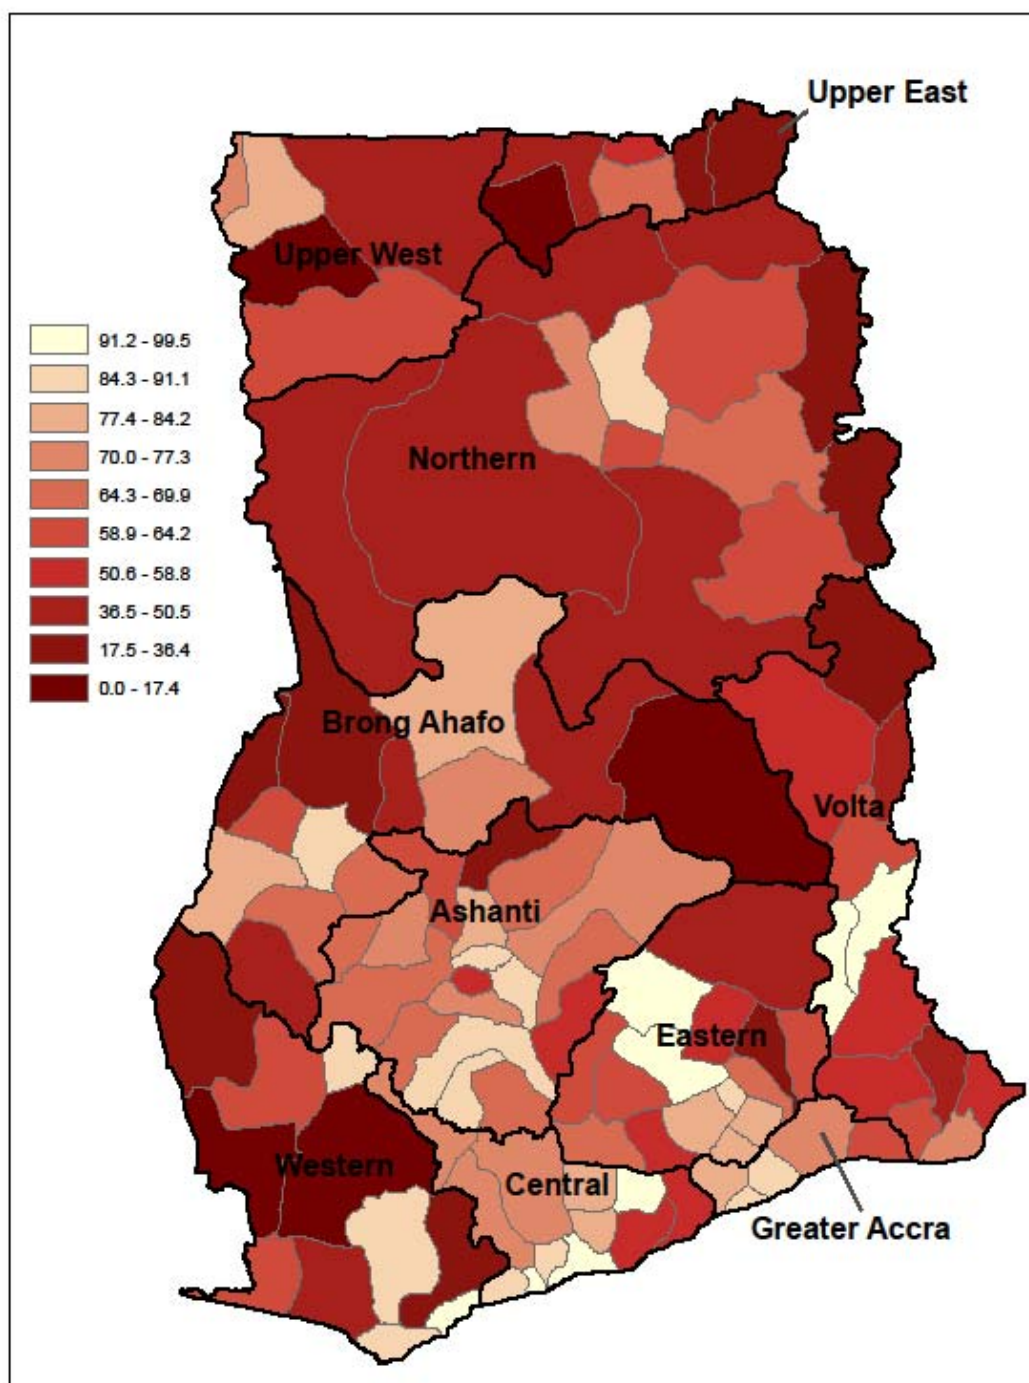 Upper East
Upper West
91.2 - 99.5
84.3 - 91.1
77.4 - 84.2
70.0 - 77.3
64.3 - 69.9
58.9 - 64.2
50.6 - 58.8
36.5 - 50.5
17.5 - 36.4
0.0 - 17.4
Northern
Brong Ahafo
Volta
Ashanti
Eastern
Western
Central
Greater Accra